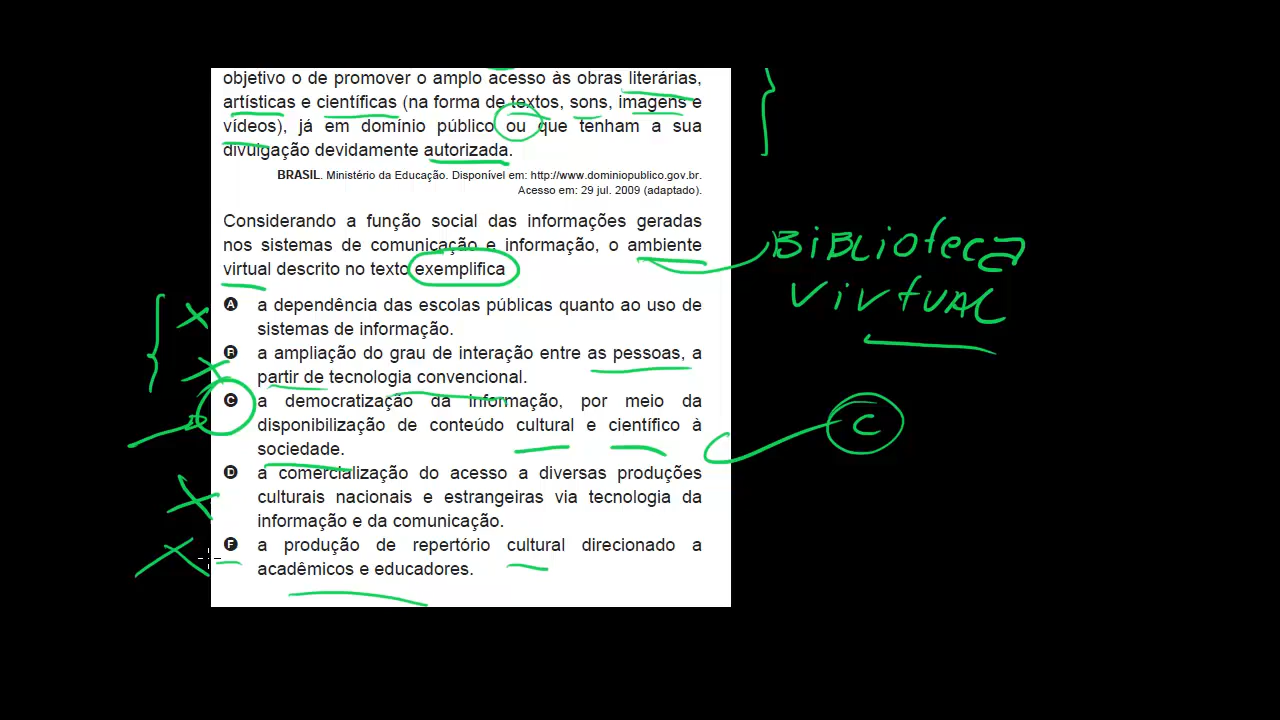 objetivo o de promover o amplo acesso às obras literárias,
artísticas e científicas (na forma de textos, sons, imagens e
vídeos), já em domínio público ou que tenham a sua
divulgação devidamente autorizada.
BRASIL. Ministério da Educação. Disponível em: http://www.dominiopublico.gov.br.
Acesso em: 29 jul. 2009 (adaptado).
Considerando a função social das informações geradas
nos sistemas de comunicação e informação, o ambiente
virtual descrito no texto exemplifica
A a dependência das escolas públicas quanto ao uso de
sistemas de informação.
B a ampliação do grau de interação entre as pessoas, a
partir de tecnologia convencional.
C a democratização da informação, por meio da
disponibilização de conteúdo cultural e científico à
sociedade.
D a comercialização do acesso a diversas produções
culturais nacionais e estrangeiras via tecnologia da
informação e da comunicação.
E a produção de repertório cultural direcionado a
acadêmicos e educadores.
BiBLioteca
VirtUAL
C
X
X
X
X